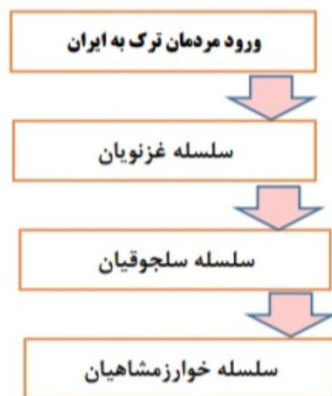 ورود مردمان ترک به ایران
سلسله غزنویان
سلسله سلجوقیان
سلسله خوارزمشاهیان